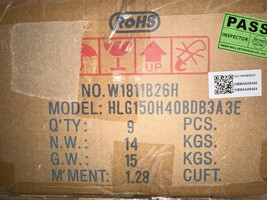 RoHS
UP
PASS
INSPECTOR
NO.W1811B26H
MODEL: HLG150H40BDB3A3E
Q'TY: 9 PCS.
N.W.: 14 KGS.
G.W.: 15 KGS.
M'MENT: 1.28 CUFT.